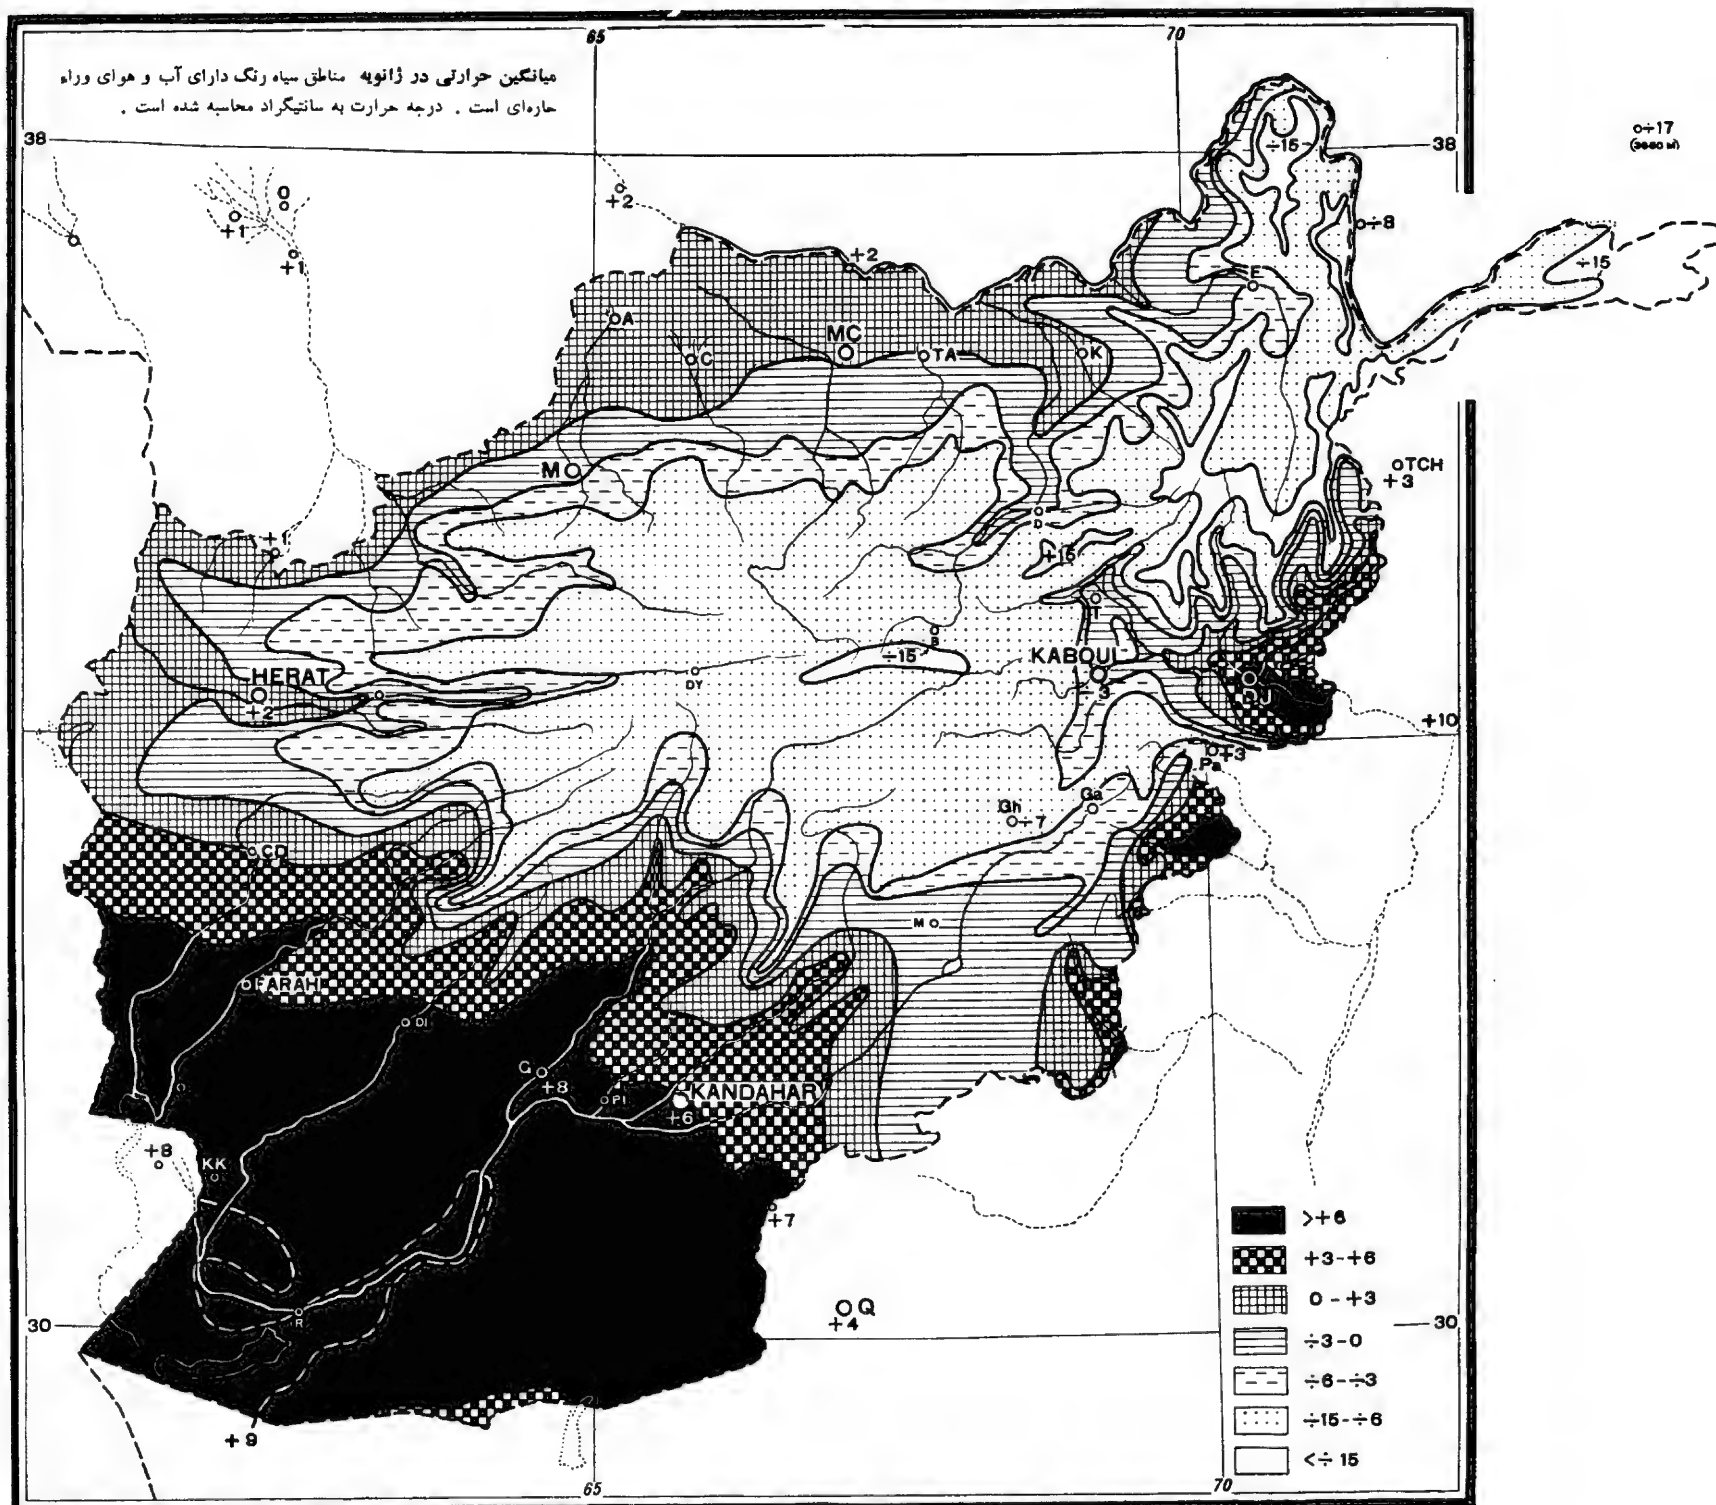 65
70
میانگین حرارتی در ژانویه مناطق سیاه رنگ دارای آب و هوای وراء
حاره‌ای است . درجه حرارت به سانتیگراد محاسبه شده است .
38
38
÷15
÷17
(3660 M)
O
+1
+1
+2
÷8
+2
E
÷15
A
MC
C
TA
K
M
TCH
+3
D
+15
+1
T
B
÷15
KABOUL
÷3
HERAT
+2
DY
+10
+3
Pa
Gh
÷7
Ga
CD
M
FARAH
DI
G
+8
PI
KANDAHAR
+6
+8
KK
+7
Q
+4
R
30
30
+9
>+6
+3-+6
0-+3
÷3-0
÷6-÷3
÷15-÷6
<÷15
65
70